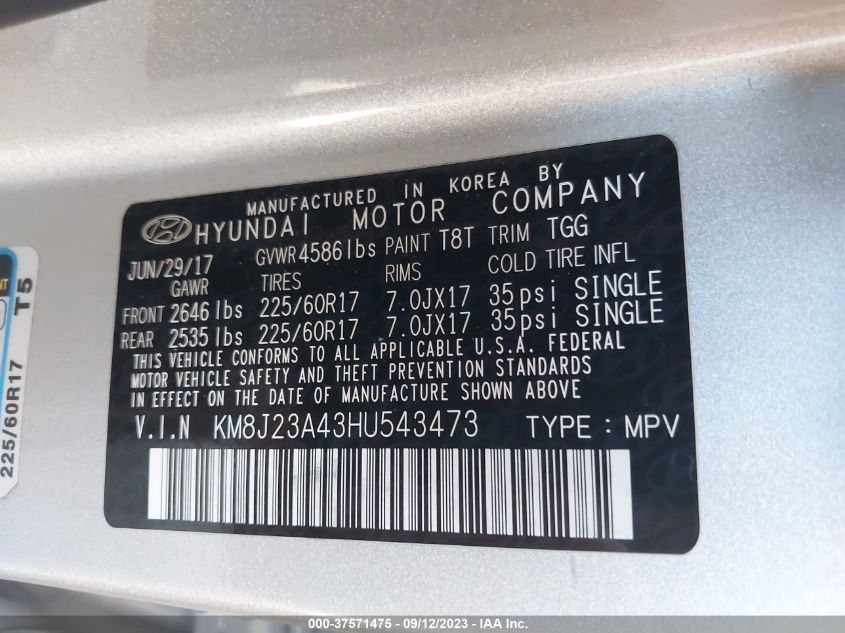 MANUFACTURED IN KOREA BY
HYUNDAI MOTOR COMPANY
JUN/29/17 GVWR 4586 lbs PAINT T8T TRIM TGG
GAWR TIRES RIMS COLD TIRE INFL
FRONT 2646 lbs 225/60R17 7.0JX17 35psi SINGLE
REAR 2535 lbs 225/60R17 7.0JX17 35psi SINGLE
THIS VEHICLE CONFORMS TO ALL APPLICABLE U.S.A. FEDERAL
MOTOR VEHICLE SAFETY AND THEFT PREVENTION STANDARDS
IN EFFECT ON THE DATE OF MANUFACTURE SHOWN ABOVE
V.I.N KM8J23A43HU543473 TYPE : MPV
225/60R17 T5
000-37571475 - 09/12/2023 - IAA Inc.